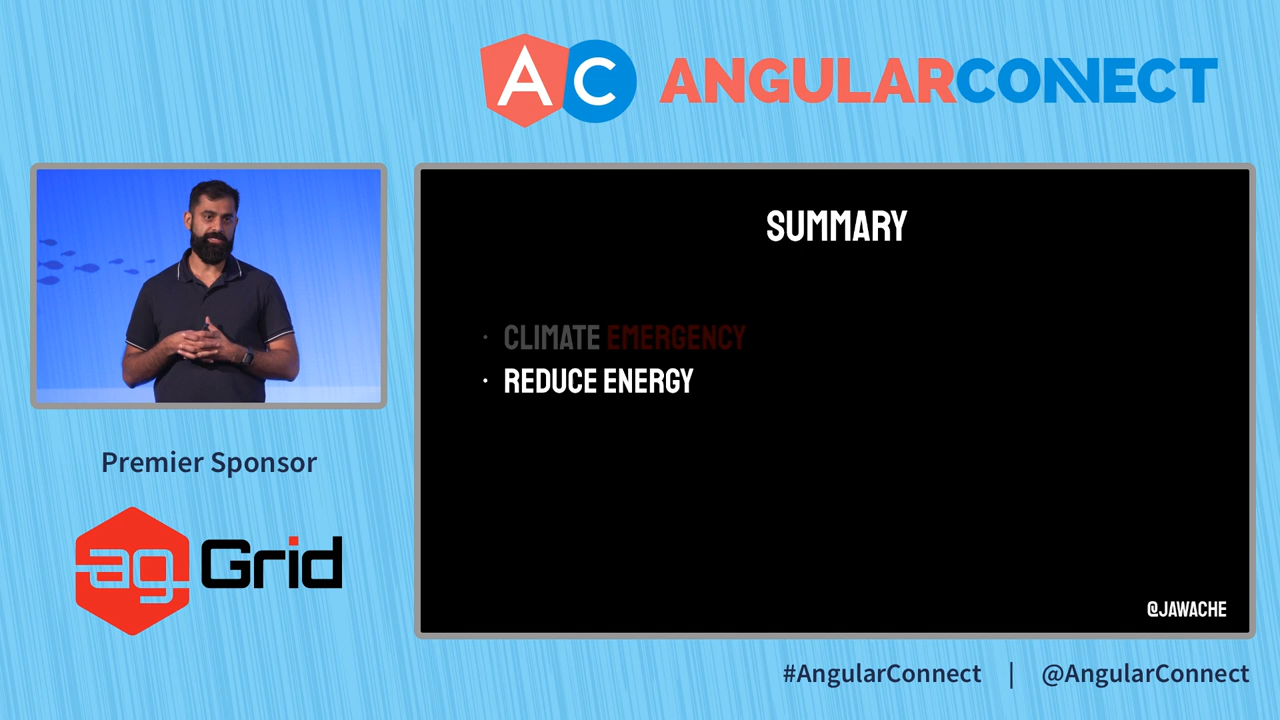 AC ANGULARCONNECT
SUMMARY
· CLIMATE EMERGENCY
· REDUCE ENERGY
@JAWACHE
Premier Sponsor
ag Grid
#AngularConnect | @AngularConnect